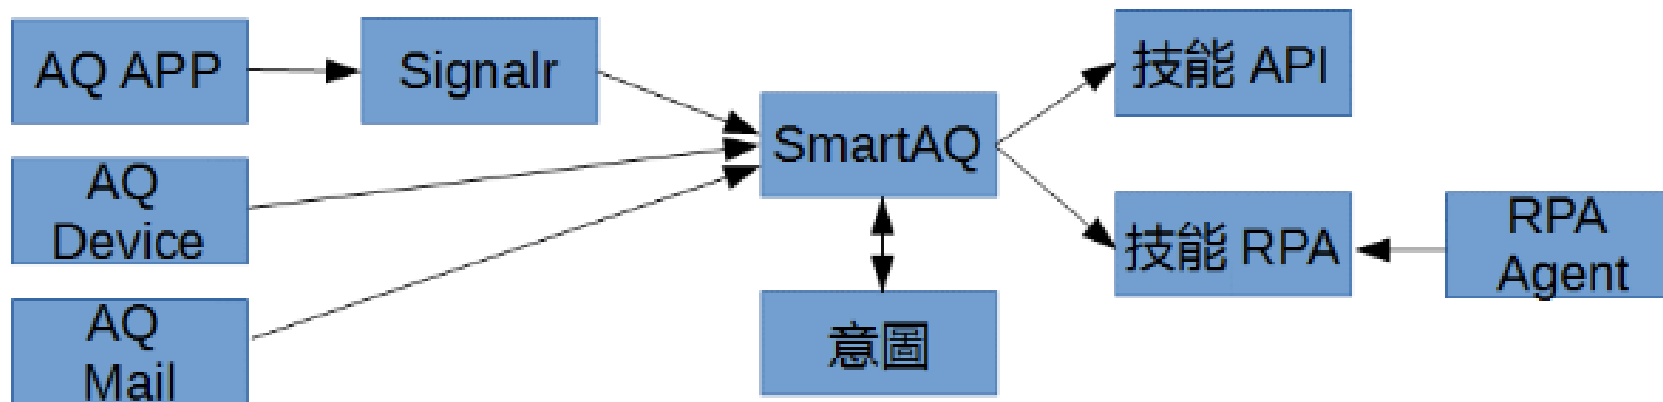 AQ APP
Signalr
SmartAQ
技能 API
AQ
Device
技能 RPA
RPA
Agent
AQ
Mail
意圖